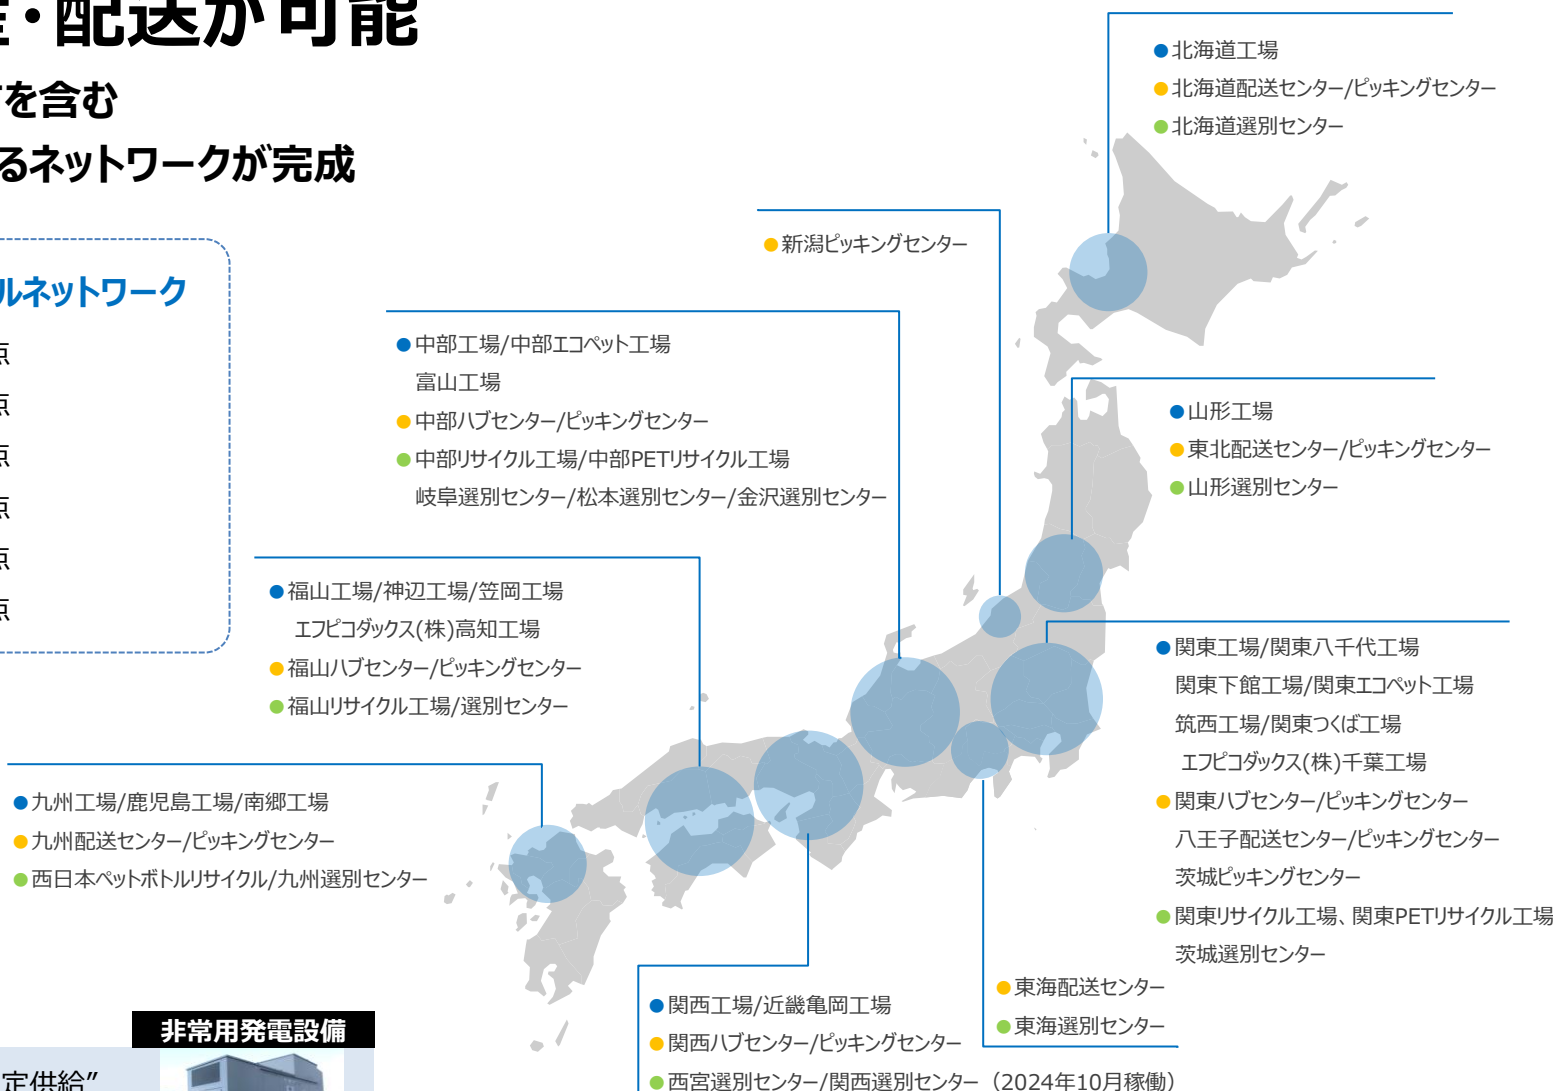 ・配送が可能
を含む
るネットワークが完成
ルネットワーク
点
点
点
点
点
点
●北海道工場
●北海道配送センター/ピッキングセンター
●北海道選別センター
●新潟ピッキングセンター
●中部工場/中部エコペット工場
富山工場
●中部ハブセンター/ピッキングセンター
●中部リサイクル工場/中部PETリサイクル工場
岐阜選別センター/松本選別センター/金沢選別センター
●山形工場
●東北配送センター/ピッキングセンター
●山形選別センター
●福山工場/神辺工場/笠岡工場
エフピコダックス(株)高知工場
●福山ハブセンター/ピッキングセンター
●福山リサイクル工場/選別センター
●関東工場/関東八千代工場
関東下館工場/関東エコペット工場
筑西工場/関東つくば工場
エフピコダックス(株)千葉工場
●関東ハブセンター/ピッキングセンター
八王子配送センター/ピッキングセンター
茨城ピッキングセンター
●関東リサイクル工場、関東PETリサイクル工場
茨城選別センター
●九州工場/鹿児島工場/南郷工場
●九州配送センター/ピッキングセンター
●西日本ペットボトルリサイクル/九州選別センター
●東海配送センター
●東海選別センター
●関西工場/近畿亀岡工場
●関西ハブセンター/ピッキングセンター
●西宮選別センター/関西選別センター（2024年10月稼働）
非常用発電設備
定供給”